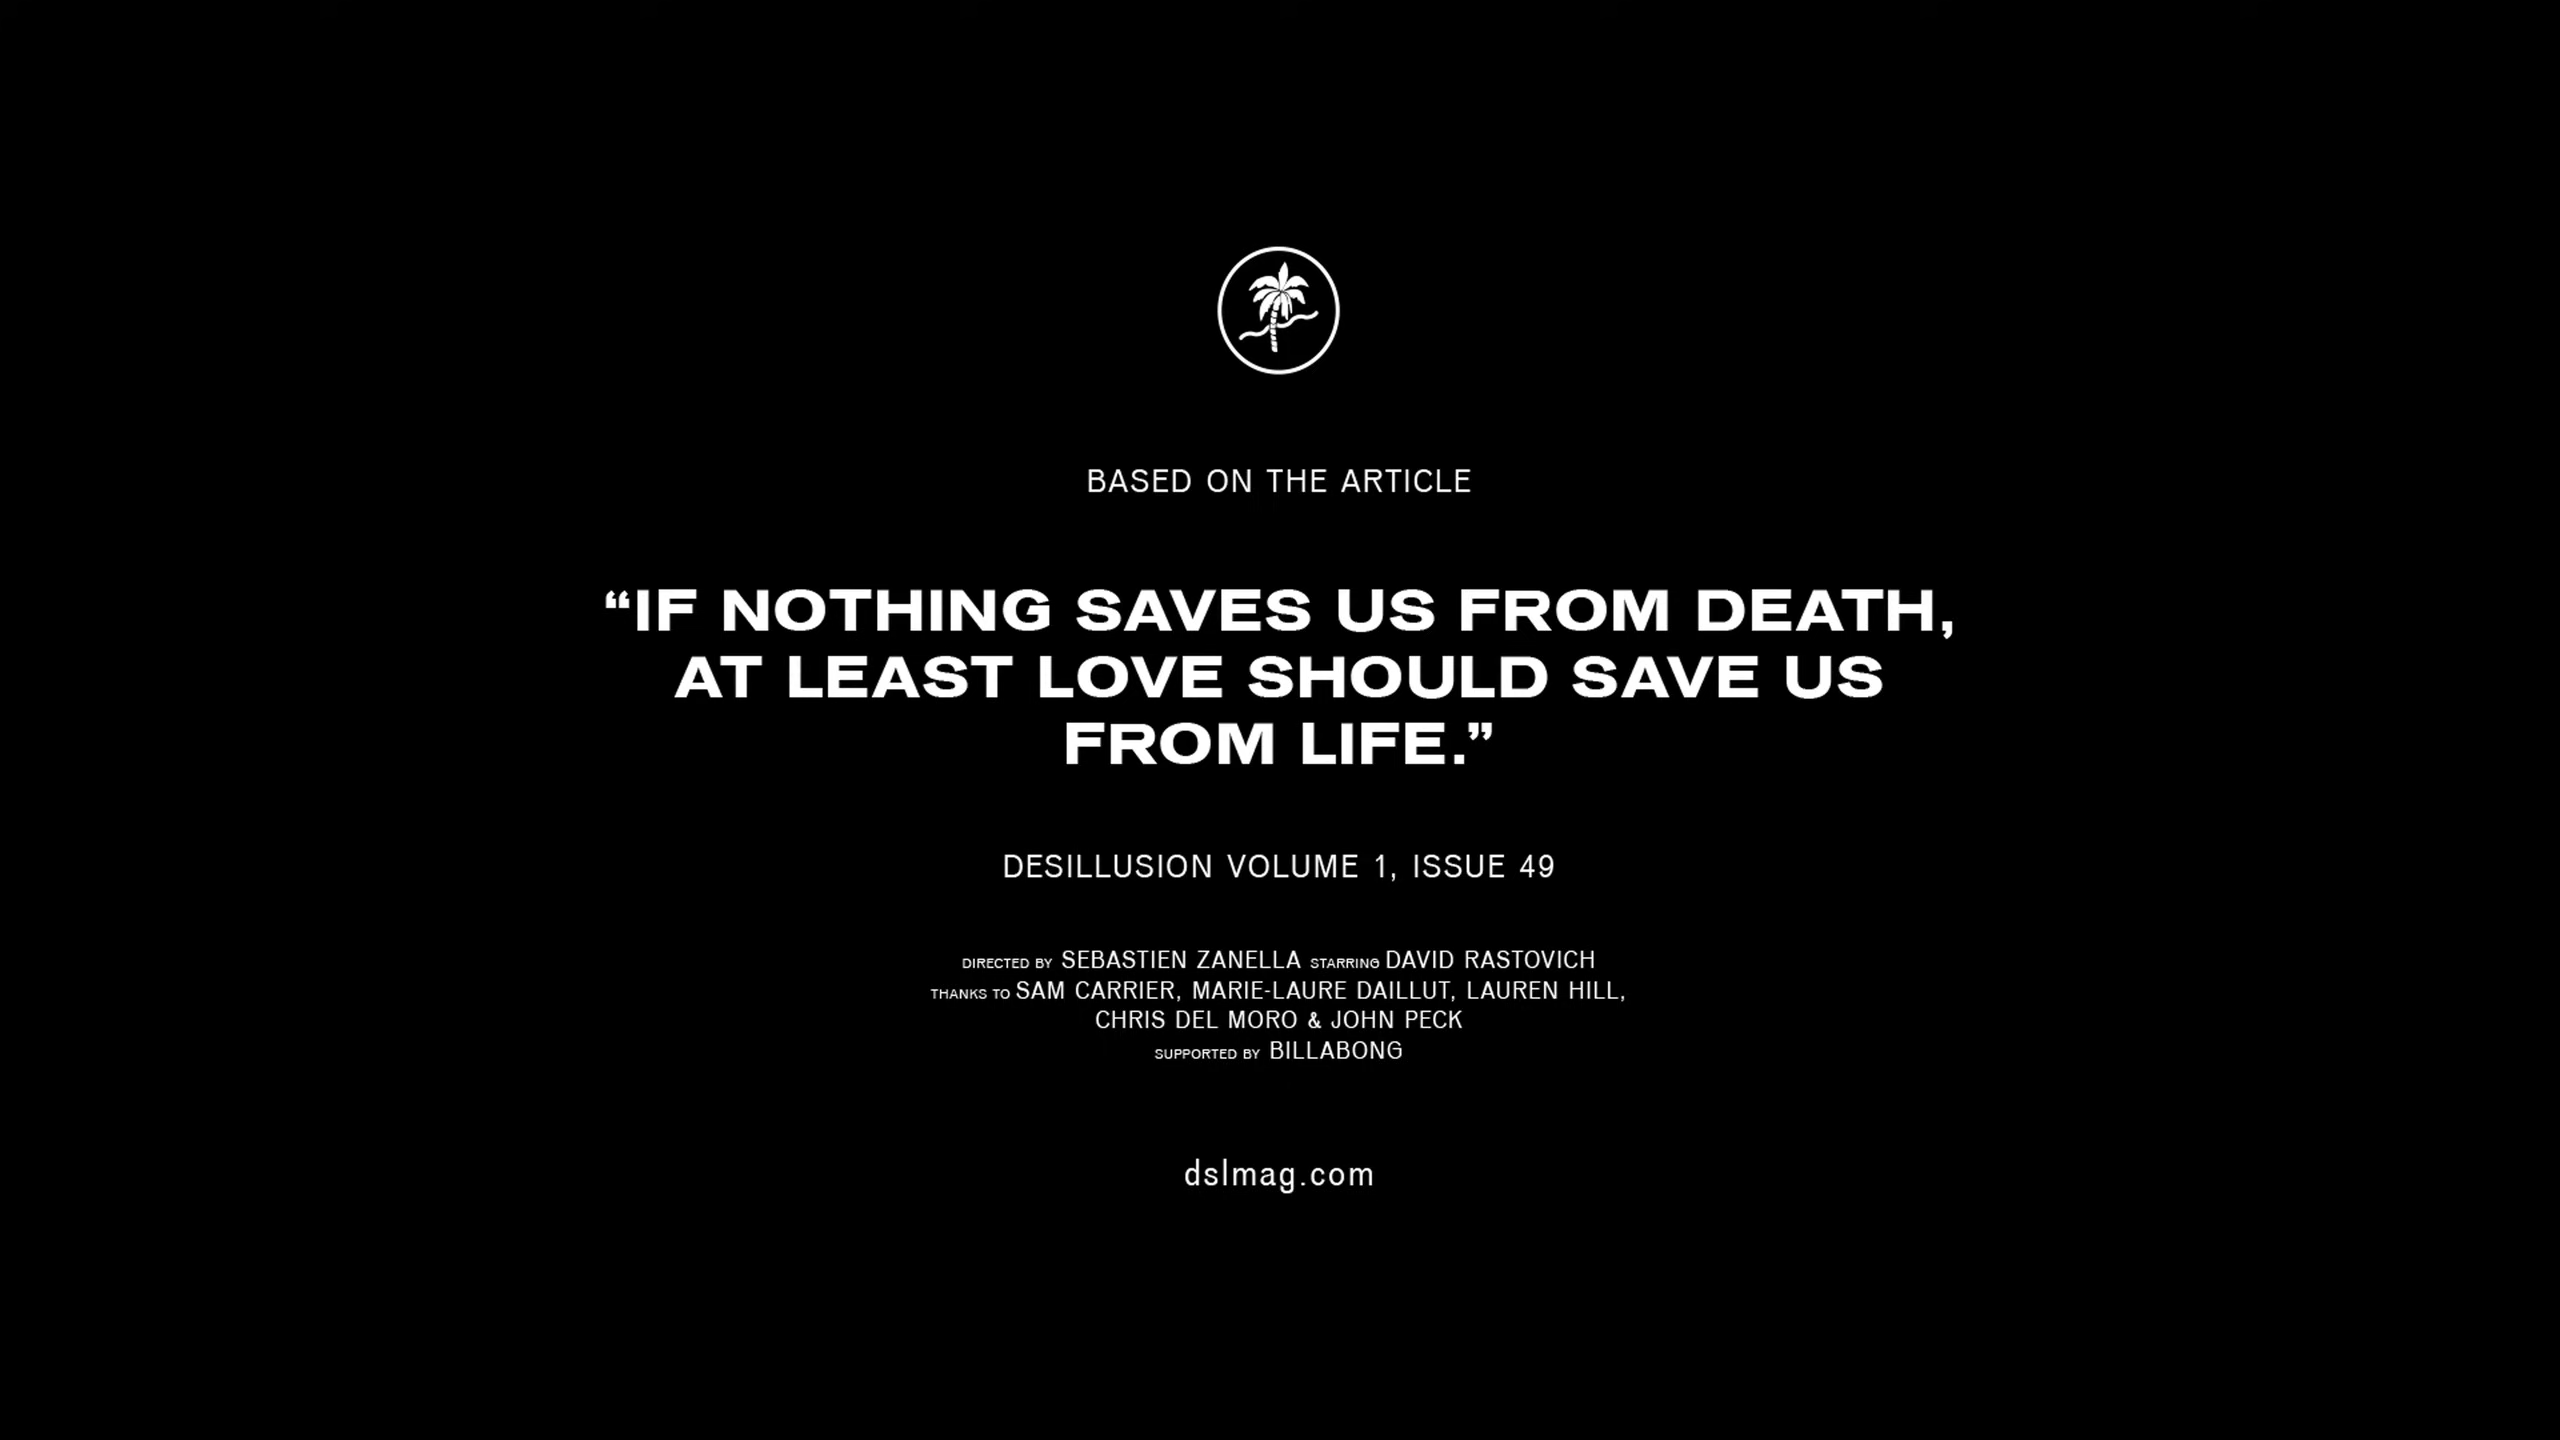 BASED ON THE ARTICLE
“IF NOTHING SAVES US FROM DEATH,
AT LEAST LOVE SHOULD SAVE US
FROM LIFE.”
DESILLUSION VOLUME 1, ISSUE 49
DIRECTED BY SEBASTIEN ZANELLA STARRING DAVID RASTOVICH
THANKS TO SAM CARRIER, MARIE-LAURE DAILLUT, LAUREN HILL,
CHRIS DEL MORO & JOHN PECK
SUPPORTED BY BILLABONG
dslmag.com